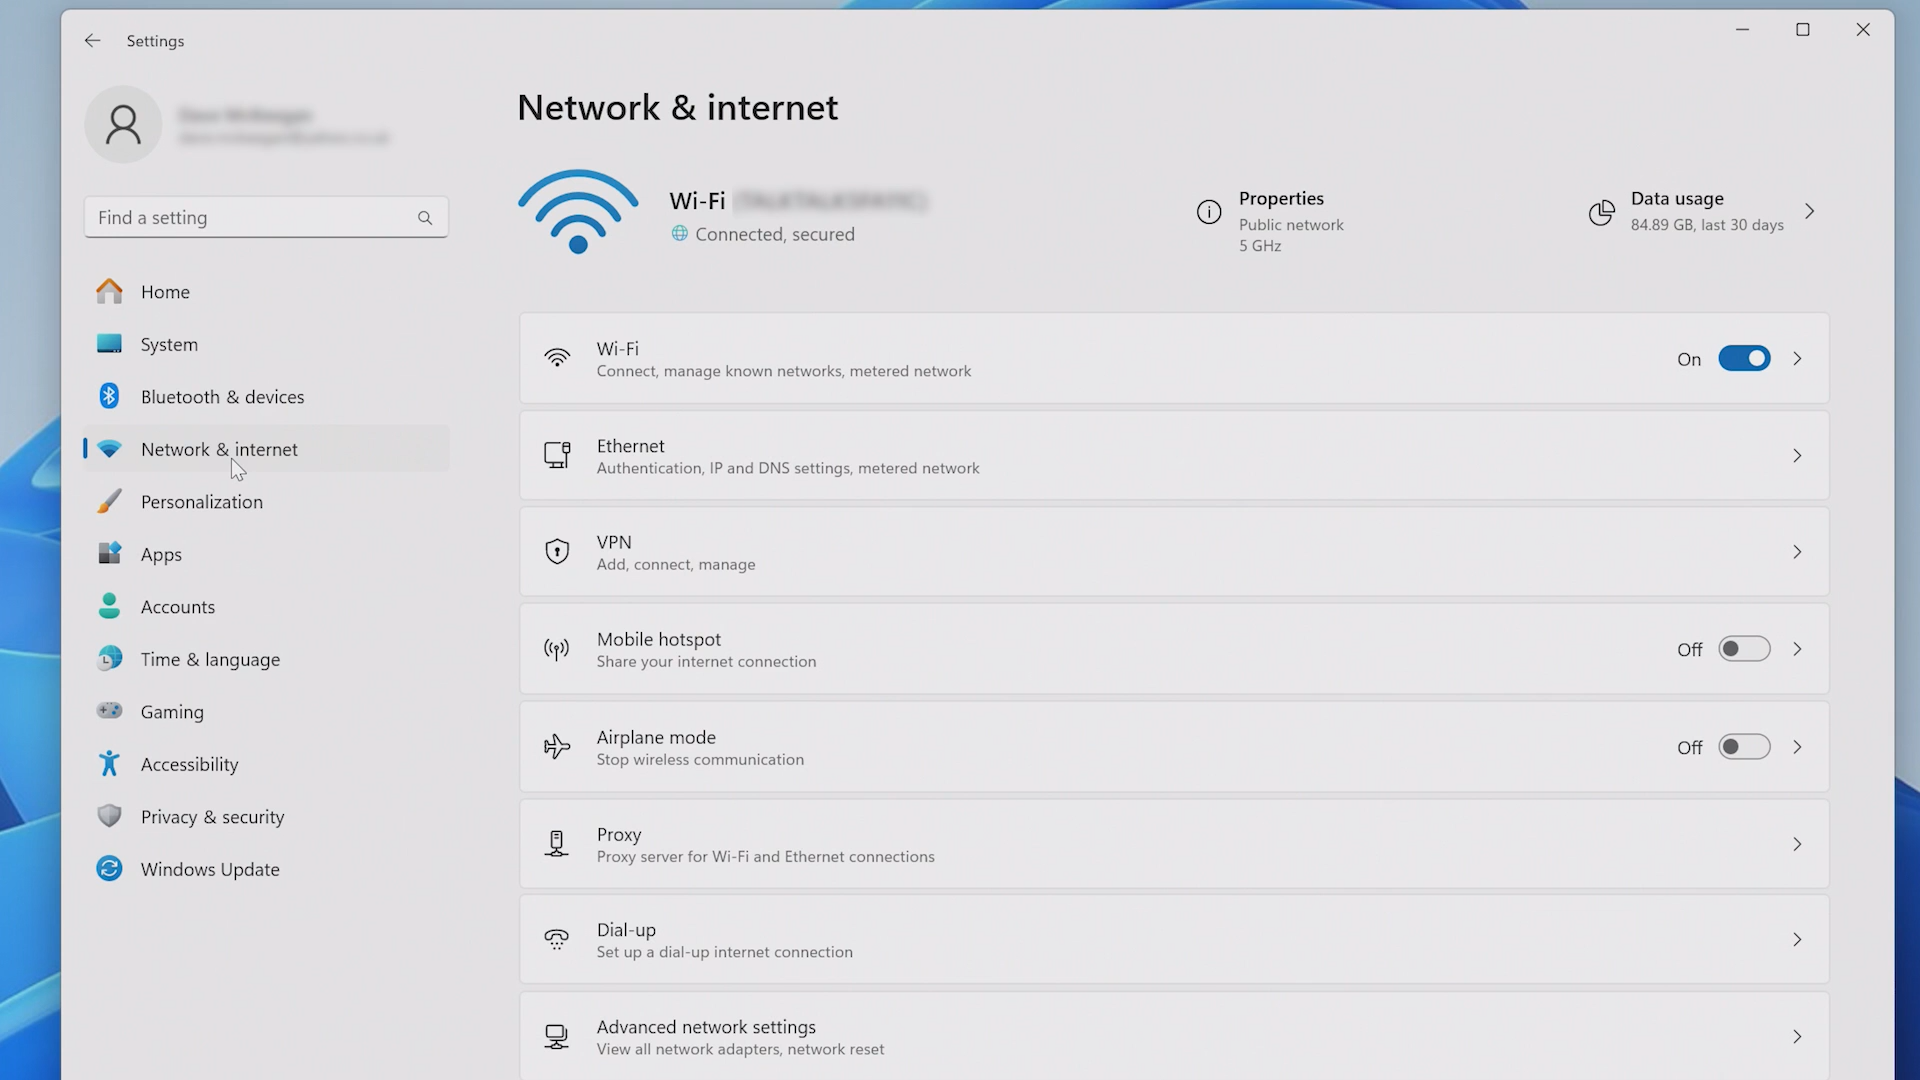 Settings
Find a setting
Home
System
Bluetooth & devices
Network & internet
Personalization
Apps
Accounts
Time & language
Gaming
Accessibility
Privacy & security
Windows Update
Network & internet
Wi-Fi
Connected, secured
Properties
Public network
5 GHz
Data usage
84.89 GB, last 30 days
Wi-Fi
Connect, manage known networks, metered network
On
Ethernet
Authentication, IP and DNS settings, metered network
VPN
Add, connect, manage
Mobile hotspot
Share your internet connection
Off
Airplane mode
Stop wireless communication
Off
Proxy
Proxy server for Wi-Fi and Ethernet connections
Dial-up
Set up a dial-up internet connection
Advanced network settings
View all network adapters, network reset